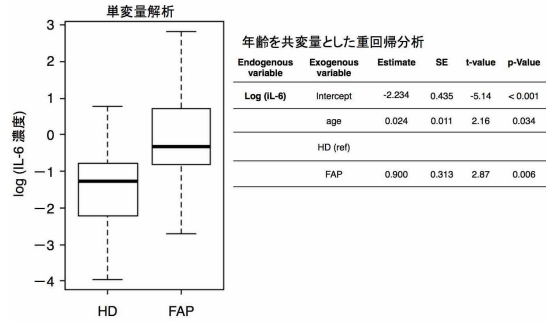 単変量解析
3
2
1
0
−1
−2
−3
−4
log (IL-6 濃度)
HD
FAP
年齢を共変量とした重回帰分析
Endogenous variable Exogenous variable Estimate SE t-value p-Value
Log (iL-6) Intercept -2.234 0.435 -5.14 < 0.001
age 0.024 0.011 2.16 0.034
HD (ref)
FAP 0.900 0.313 2.87 0.006